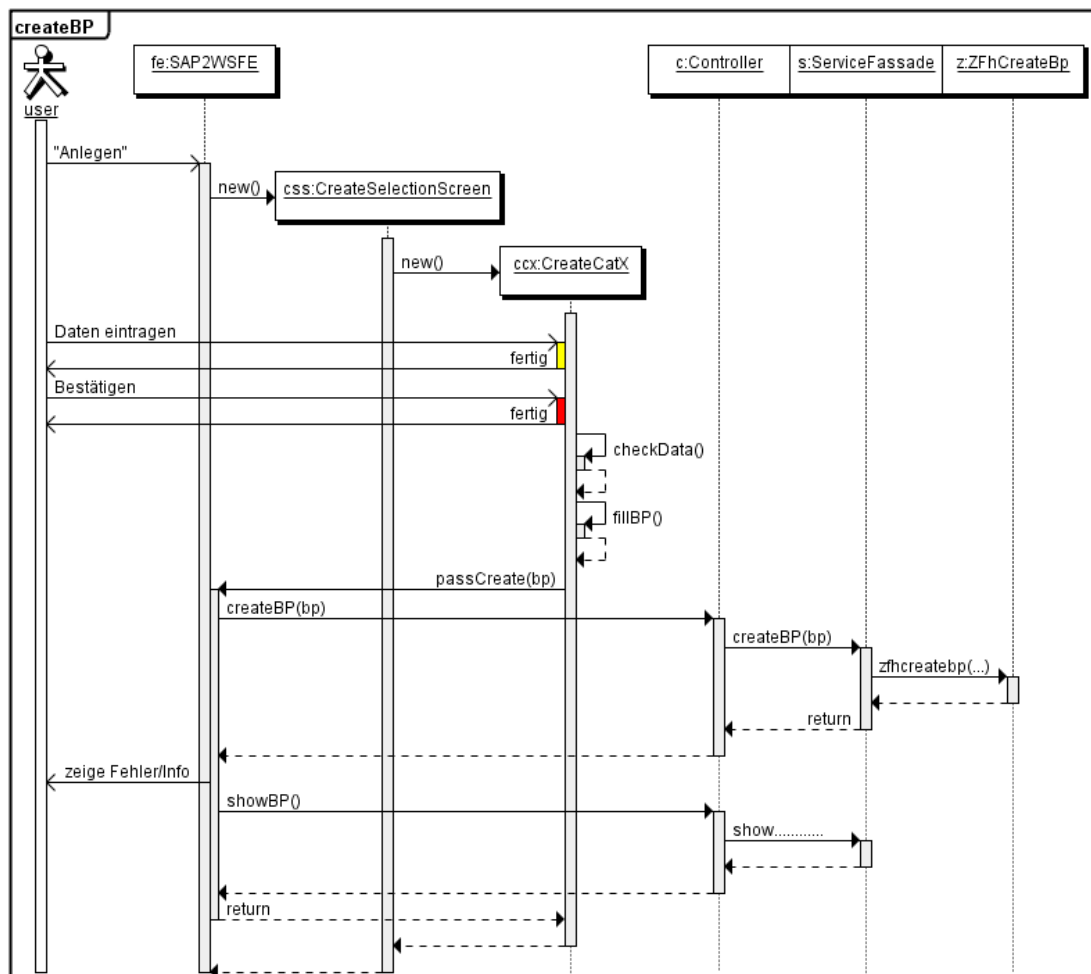 createBP
user
fe:SAP2WSFE
c:Controller
s:ServiceFassade
z:ZFhCreateBp
"Anlegen"
new()
css:CreateSelectionScreen
new()
ccx:CreateCatX
Daten eintragen
fertig
Bestätigen
fertig
checkData()
fillBP()
passCreate(bp)
createBP(bp)
createBP(bp)
zfhcreatebp(...)
return
zeige Fehler/Info
showBP()
show............
return